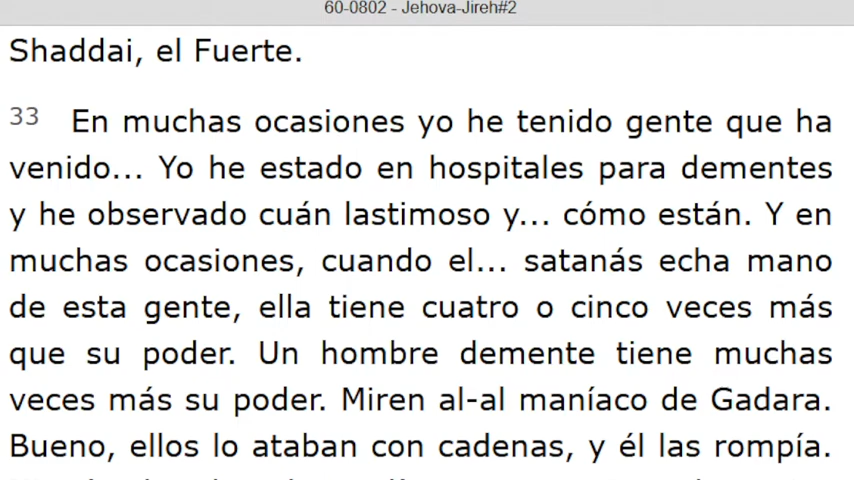 60-0802 - Jehova-Jireh#2
Shaddai, el Fuerte.
33 En muchas ocasiones yo he tenido gente que ha
venido... Yo he estado en hospitales para dementes
y he observado cuán lastimoso y... cómo están. Y en
muchas ocasiones, cuando el... satanás echa mano
de esta gente, ella tiene cuatro o cinco veces más
que su poder. Un hombre demente tiene muchas
veces más su poder. Miren al-al maníaco de Gadara.
Bueno, ellos lo ataban con cadenas, y él las rompía.